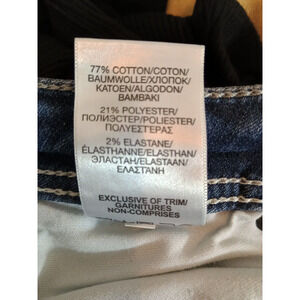 77% COTTON/COTON/
BAUMWOLLE/ХЛОПОК/
KATOEN/ALGODON/
ΒΑΜΒΑΚΙ
21% POLYESTER/
ПОЛИЭСТЕР/POLIESTER/
ΠΟΛΥΕΣΤΕΡΑΣ
2% ELASTANE/
ÉLASTHANNE/ELASTHAN/
ЭЛАСТАН/ELASTAAN/
ΕΛΑΣΤΑΝΗ
EXCLUSIVE OF TRIM/
GARNITURES
NON-COMPRISES